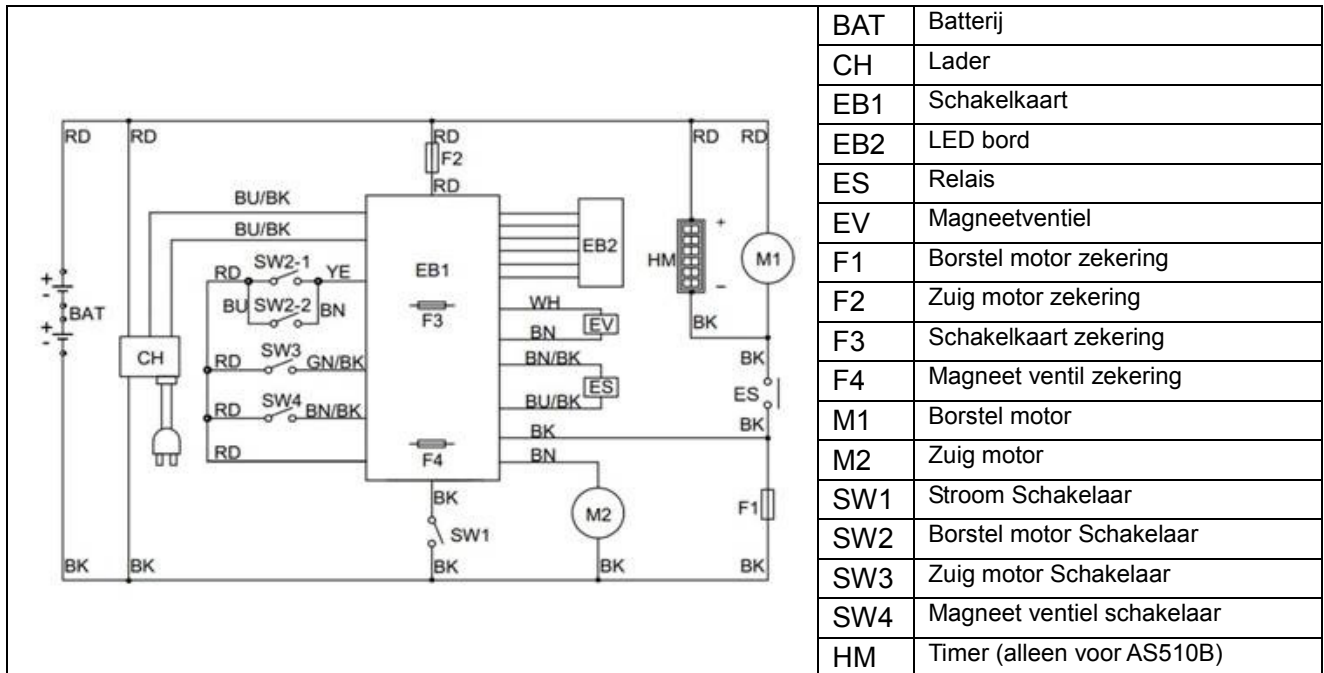 RD RD RD RD RD
F2
RD
BU/BK
BU/BK
EB2
SW2-1
RD YE
EB1
HM + M1
BU SW2-2 BN
F3
WH
EV
−
+
-
BAT
+
-
BN
BK
CH
SW3
RD GN/BK
BN/BK
BK
ES
ES
SW4
RD BN/BK
BU/BK
BK
BK
RD
F4
BN
BK
M2
F1
SW1
BK BK BK BK BK
BAT Batterij
CH Lader
EB1 Schakelkaart
EB2 LED bord
ES Relais
EV Magneetventiel
F1 Borstel motor zekering
F2 Zuig motor zekering
F3 Schakelkaart zekering
F4 Magneet ventil zekering
M1 Borstel motor
M2 Zuig motor
SW1 Stroom Schakelaar
SW2 Borstel motor Schakelaar
SW3 Zuig motor Schakelaar
SW4 Magneet ventiel schakelaar
HM Timer (alleen voor AS510B)